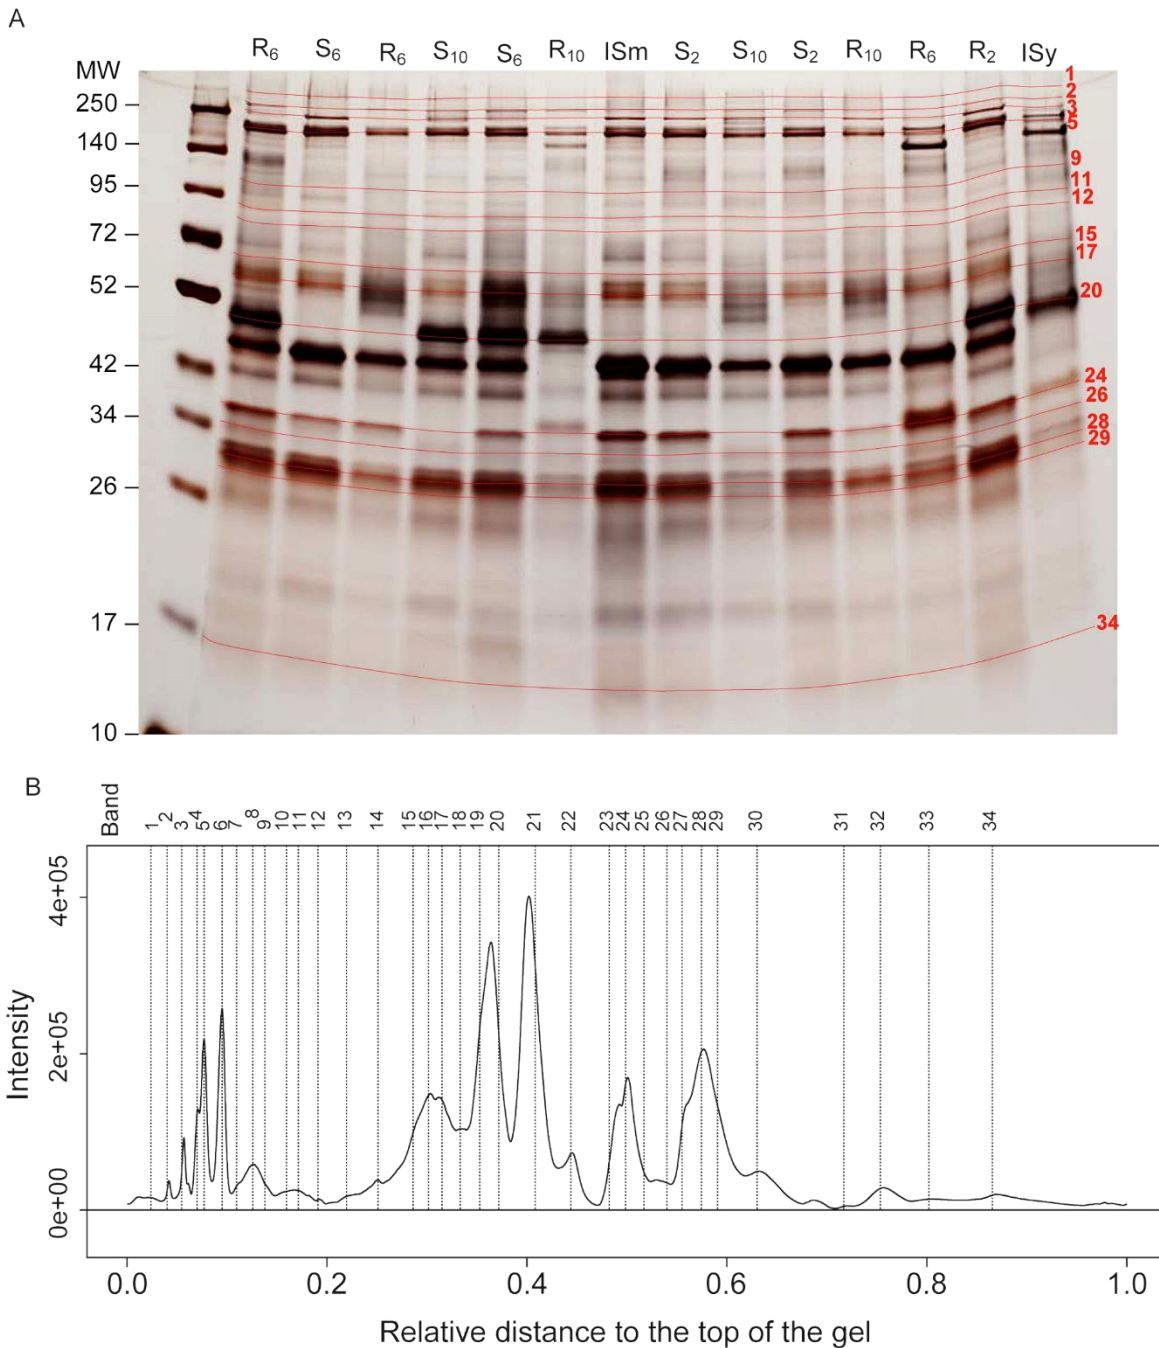 A
R₆ S₆ R₆ S₁₀ S₆ R₁₀ ISm S₂ S₁₀ S₂ R₁₀ R₆ R₂ ISy
MW
250
140
95
72
52
42
34
26
17
10
1
2
3
5
9
11
12
15
17
20
24
26
28
29
34
B
Band
1 2 3 4 5 6 7 8 9 10 11 12 13 14 15 16 17 18 19 20 21 22 23 24 25 26 27 28 29 30 31 32 33 34
Intensity
4e+05
2e+05
0e+00
0.0 0.2 0.4 0.6 0.8 1.0
Relative distance to the top of the gel